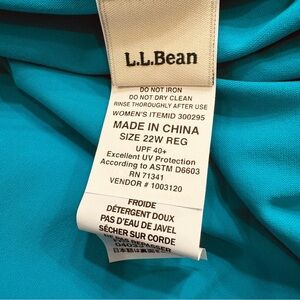 L.L.Bean
DO NOT IRON
DO NOT DRY CLEAN
RINSE THOROUGHLY AFTER USE
WOMEN'S ITEMID 300295
MADE IN CHINA
SIZE 22W REG
UPF 40+
Excellent UV Protection
According to ASTM D6603
RN 71341
VENDOR # 1003120
FROIDE
DÉTERGENT DOUX
PAS D'EAU DE JAVEL
SÉCHER SUR CORDE